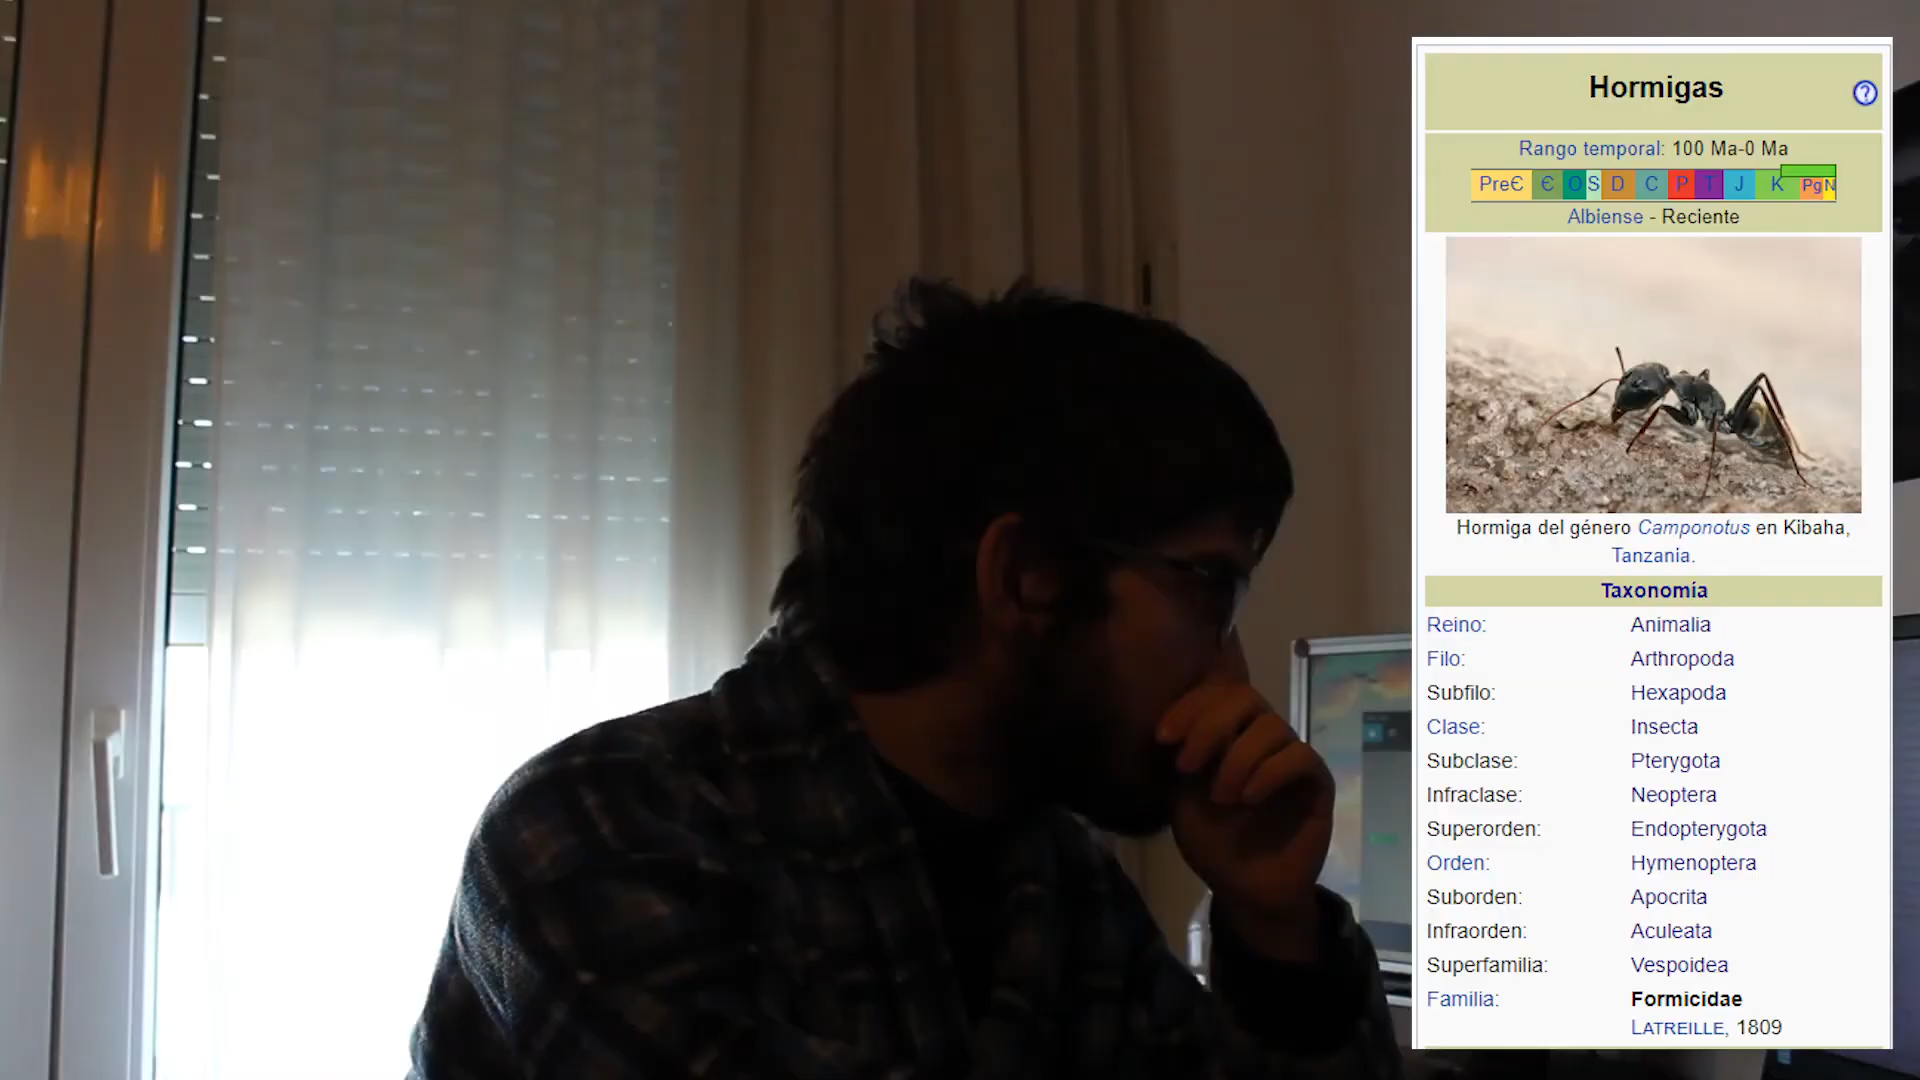 Hormigas
?
Rango temporal: 100 Ma-0 Ma
PreЄ Є O S D C P T J K Pg N
Albiense - Reciente
Hormiga del género Camponotus en Kibaha,
Tanzania.
Taxonomía
Reino: Animalia
Filo: Arthropoda
Subfilo: Hexapoda
Clase: Insecta
Subclase: Pterygota
Infraclase: Neoptera
Superorden: Endopterygota
Orden: Hymenoptera
Suborden: Apocrita
Infraorden: Aculeata
Superfamilia: Vespoidea
Familia: Formicidae
LATREILLE, 1809